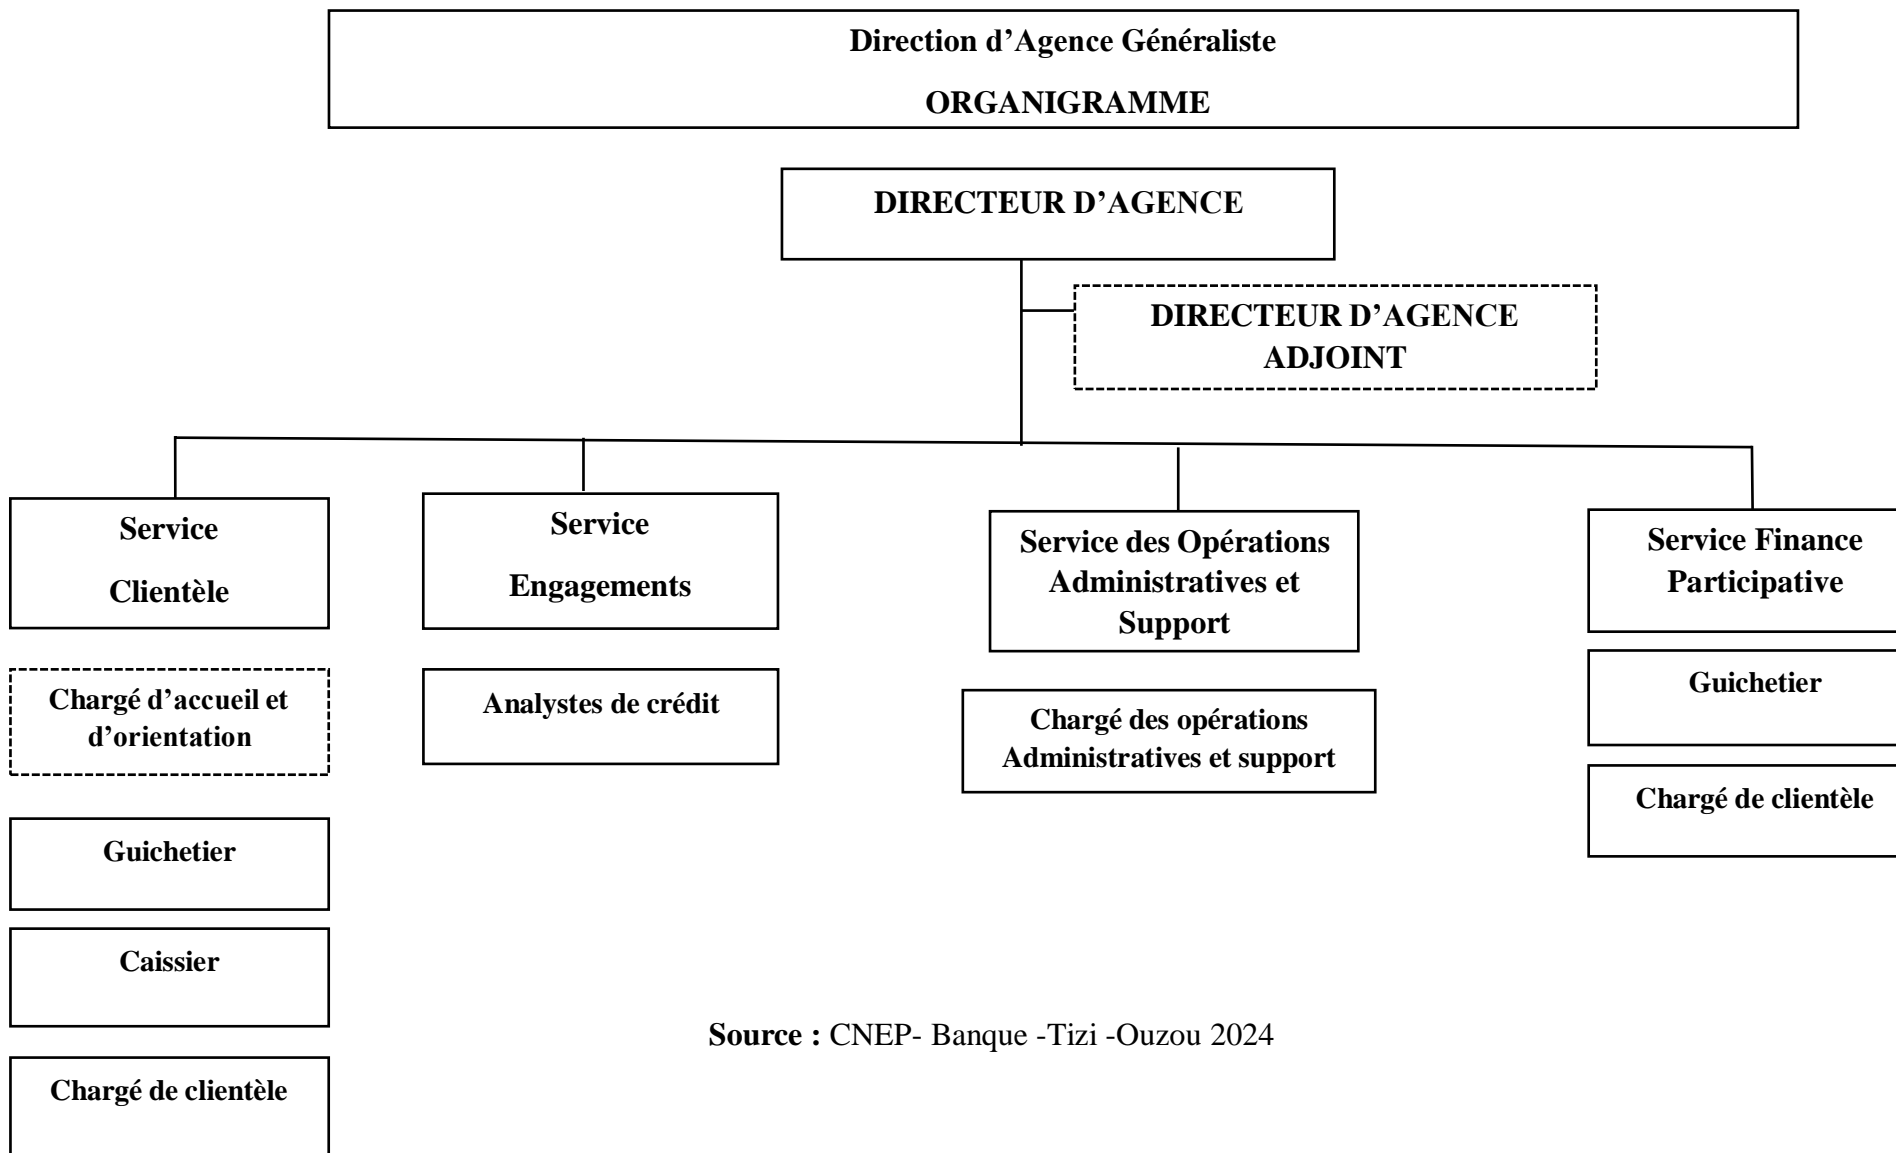 Direction d’Agence Généraliste
ORGANIGRAMME
DIRECTEUR D’AGENCE
DIRECTEUR D’AGENCE
ADJOINT
Service
Clientèle
Chargé d’accueil et
d’orientation
Guichetier
Caissier
Chargé de clientèle
Service
Engagements
Analystes de crédit
Service des Opérations
Administratives et
Support
Chargé des opérations
Administratives et support
Service Finance
Participative
Guichetier
Chargé de clientèle
Source : CNEP- Banque -Tizi -Ouzou 2024